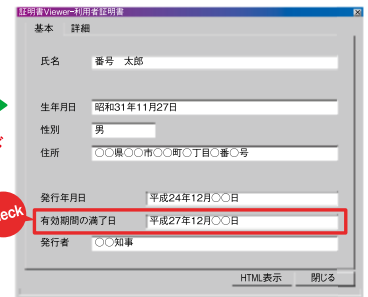 証明書Viewer-利用者証明書
基本 詳細
氏名 番号 太郎
生年月日 昭和31年11月27日
性別 男
住所 ○○県○○市○○町○丁目○番○号
発行年月日 平成24年12月○○日
有効期間の満了日 平成27年12月○○日
発行者 ○○知事
HTML表示 閉じる